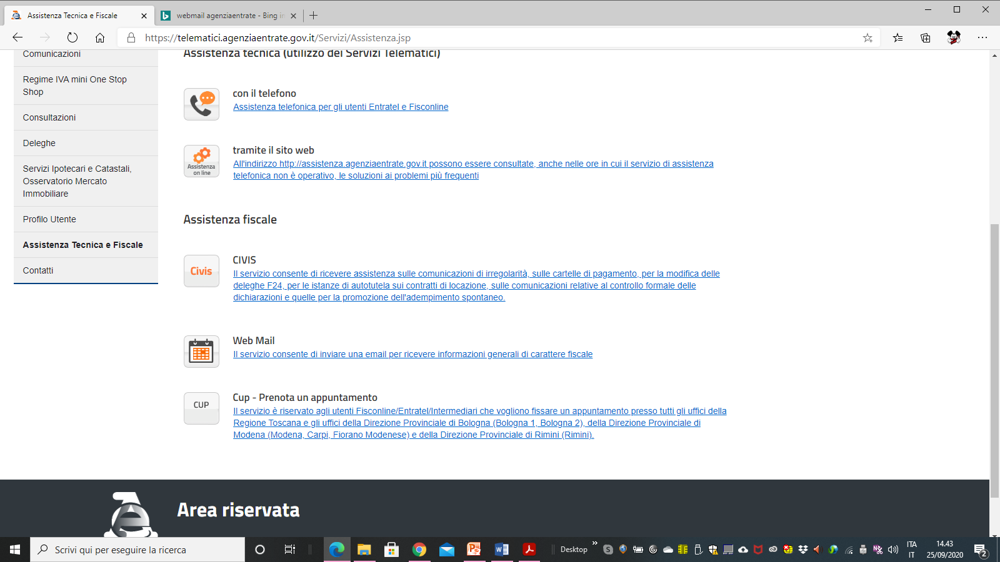 Assistenza Tecnica e Fiscale
webmail agenziaentrate - Bing in
https://telematici.agenziaentrate.gov.it/Servizi/Assistenza.jsp
Comunicazioni
Regime IVA mini One Stop
Shop
Consultazioni
Deleghe
Servizi Ipotecari e Catastali,
Osservatorio Mercato
Immobiliare
Profilo Utente
Assistenza Tecnica e Fiscale
Contatti
Assistenza tecnica (utilizzo dei Servizi Telematici)
con il telefono
Assistenza telefonica per gli utenti Entratel e Fisconline
Assistenza
on line
tramite il sito web
All'indirizzo http://assistenza.agenziaentrate.gov.it possono essere consultate, anche nelle ore in cui il servizio di assistenza
telefonica non è operativo, le soluzioni ai problemi più frequenti
Assistenza fiscale
Civis
CIVIS
Il servizio consente di ricevere assistenza sulle comunicazioni di irregolarità, sulle cartelle di pagamento, per la modifica delle
deleghe F24, per le istanze di autotutela sui contratti di locazione, sulle comunicazioni relative al controllo formale delle
dichiarazioni e quelle per la promozione dell'adempimento spontaneo.
Web Mail
Il servizio consente di inviare una email per ricevere informazioni generali di carattere fiscale
CUP
Cup - Prenota un appuntamento
Il servizio è riservato agli utenti Fisconline/Entratel/Intermediari che vogliono fissare un appuntamento presso tutti gli uffici della
Regione Toscana e gli uffici della Direzione Provinciale di Bologna (Bologna 1, Bologna 2), della Direzione Provinciale di
Modena (Modena, Carpi, Fiorano Modenese) e della Direzione Provinciale di Rimini (Rimini).
Area riservata
Scrivi qui per eseguire la ricerca
Desktop
ITA
IT
14.43
25/09/2020
2